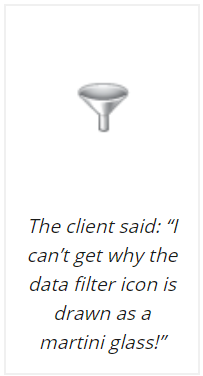 The client said: “I
can’t get why the
data filter icon is
drawn as a
martini glass!”